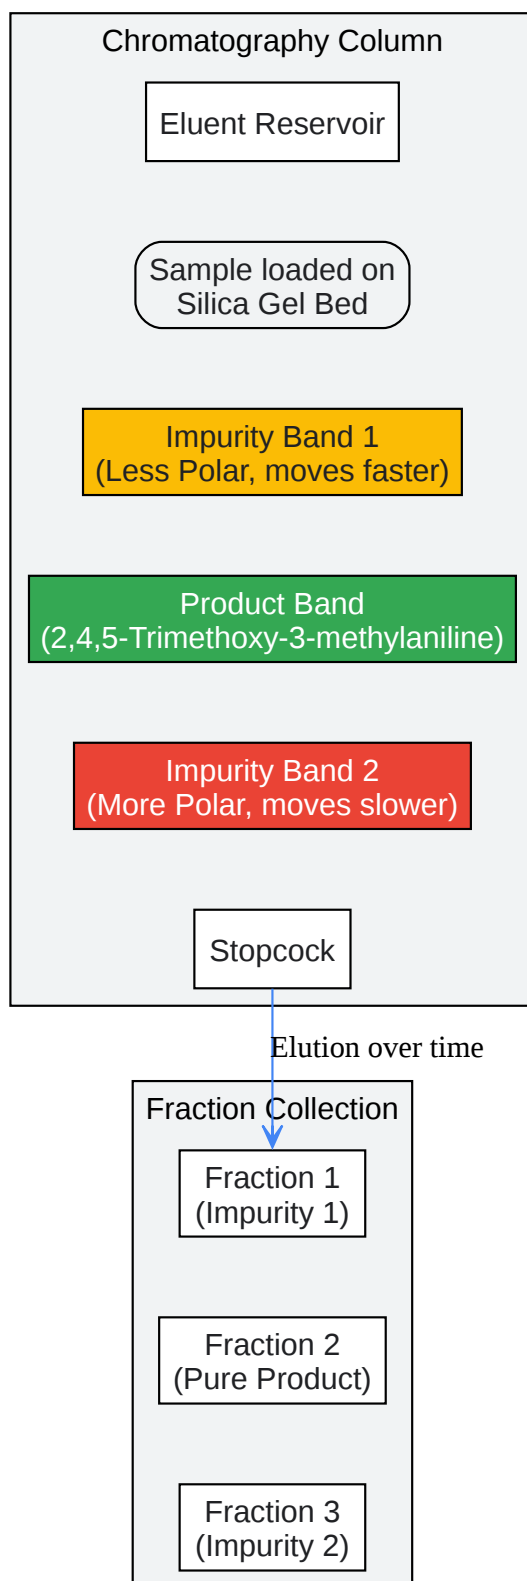 Chromatography Column
Eluent Reservoir
Sample loaded on
Silica Gel Bed
Impurity Band 1
(Less Polar, moves faster)
Product Band
(2,4,5-Trimethoxy-3-methylaniline)
Impurity Band 2
(More Polar, moves slower)
Stopcock
Elution over time
Fraction Collection
Fraction 1
(Impurity 1)
Fraction 2
(Pure Product)
Fraction 3
(Impurity 2)